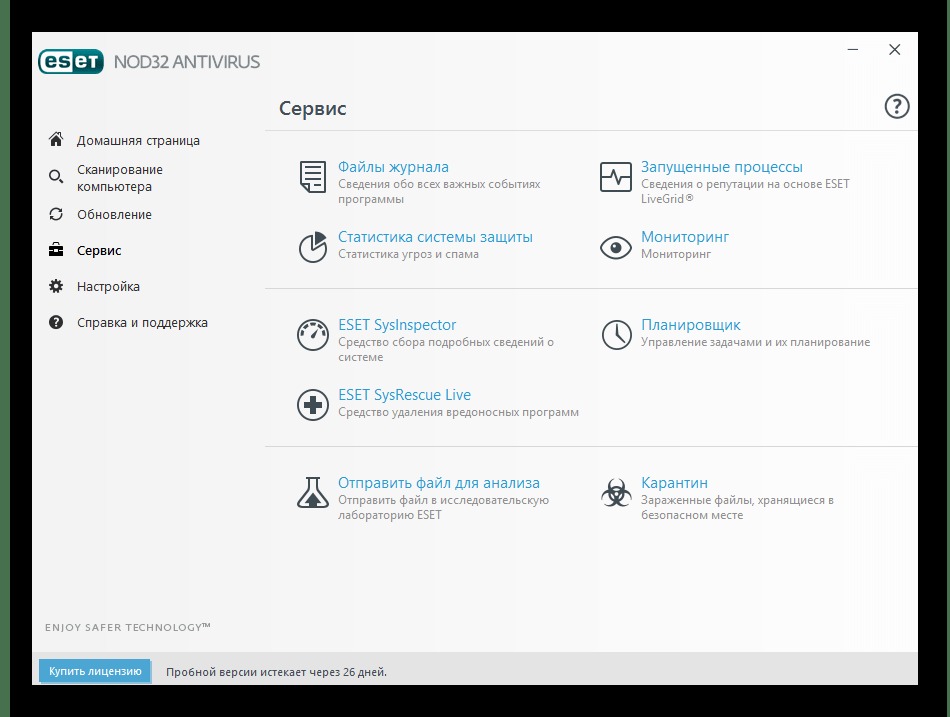 eseT NOD32 ANTIVIRUS
Сервис
?
Домашняя страница
Сканирование
компьютера
Обновление
Сервис
Настройка
Справка и поддержка
Файлы журнала
Сведения обо всех важных событиях
программы
Запущенные процессы
Сведения о репутации на основе ESET
LiveGrid®
Статистика системы защиты
Статистика угроз и спама
Мониторинг
Мониторинг
ESET SysInspector
Средство сбора подробных сведений о
системе
Планировщик
Управление задачами и их планирование
ESET SysRescue Live
Средство удаления вредоносных программ
Отправить файл для анализа
Отправить файл в исследовательскую
лабораторию ESET
Карантин
Зараженные файлы, хранящиеся в
безопасном месте
ENJOY SAFER TECHNOLOGY™
Купить лицензию
Пробной версии истекает через 26 дней.